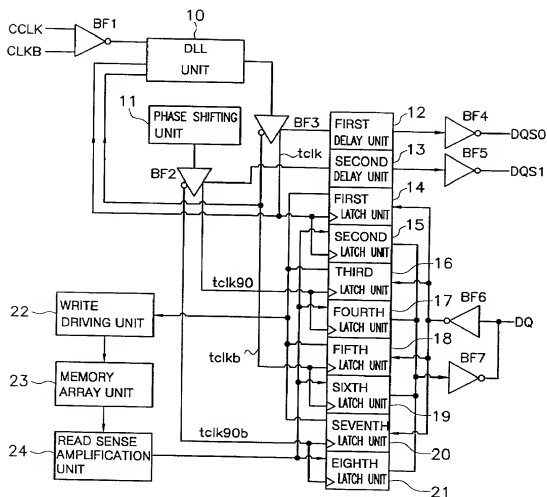 10
CCLK
CLKB
BF1
DLL
UNIT
11
PHASE SHIFTING
UNIT
BF3
tclk
BF2
FIRST
DELAY UNIT
12
BF4
DQS0
SECOND
DELAY UNIT
13
BF5
DQS1
FIRST
LATCH UNIT
14
SECOND
LATCH UNIT
15
THIRD
LATCH UNIT
16
tclk90
FOURTH
LATCH UNIT
17
BF6
DQ
22
WRITE
DRIVING UNIT
tclkb
FIFTH
LATCH UNIT
18
BF7
23
MEMORY
ARRAY UNIT
SIXTH
LATCH UNIT
19
24
READ SENSE
AMPLIFICATION
UNIT
tclk90b
SEVENTH
LATCH UNIT
20
EIGHTH
LATCH UNIT
21